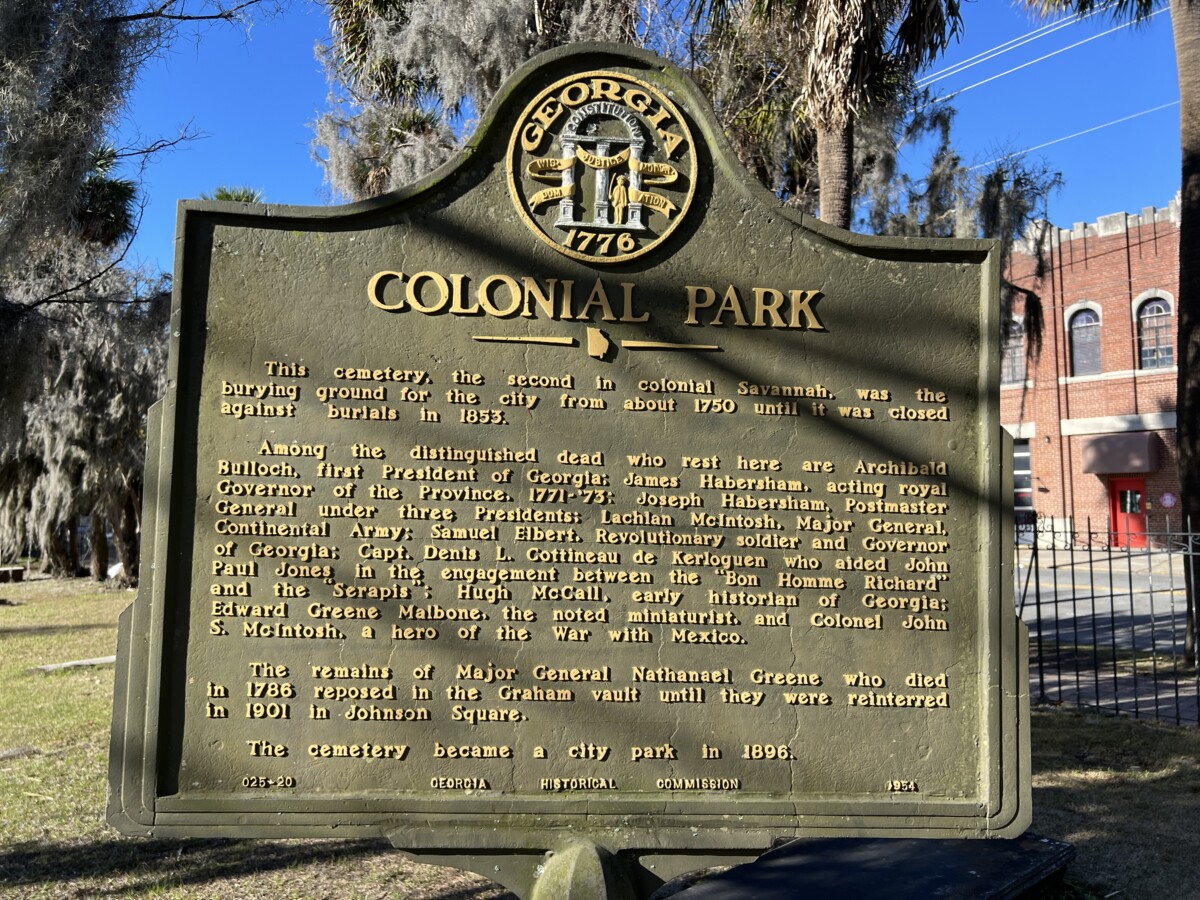 GEORGIA
CONSTITUTION
WISDOM JUSTICE MODERATION
1776
COLONIAL PARK
This cemetery, the second in colonial Savannah, was the
burying ground for the city from about 1750 until it was closed
against burials in 1853.
Among the distinguished dead who rest here are Archibald
Bulloch, first President of Georgia; James Habersham, acting royal
Governor of the Province, 1771-'73; Joseph Habersham, Postmaster
General under three Presidents; Lachlan McIntosh, Major General,
Continental Army; Samuel Elbert, Revolutionary soldier and Governor
of Georgia; Capt. Denis L. Cottineau de Kerloguen who aided John
Paul Jones in the engagement between the "Bon Homme Richard"
and the "Serapis"; Hugh McCall, early historian of Georgia;
Edward Greene Malbone, the noted miniaturist, and Colonel John
S. McIntosh, a hero of the War with Mexico.
The remains of Major General Nathanael Greene who died
in 1786 reposed in the Graham vault until they were reinterred
in 1901 in Johnson Square.
The cemetery became a city park in 1896.
025-20 GEORGIA HISTORICAL COMMISSION 1954